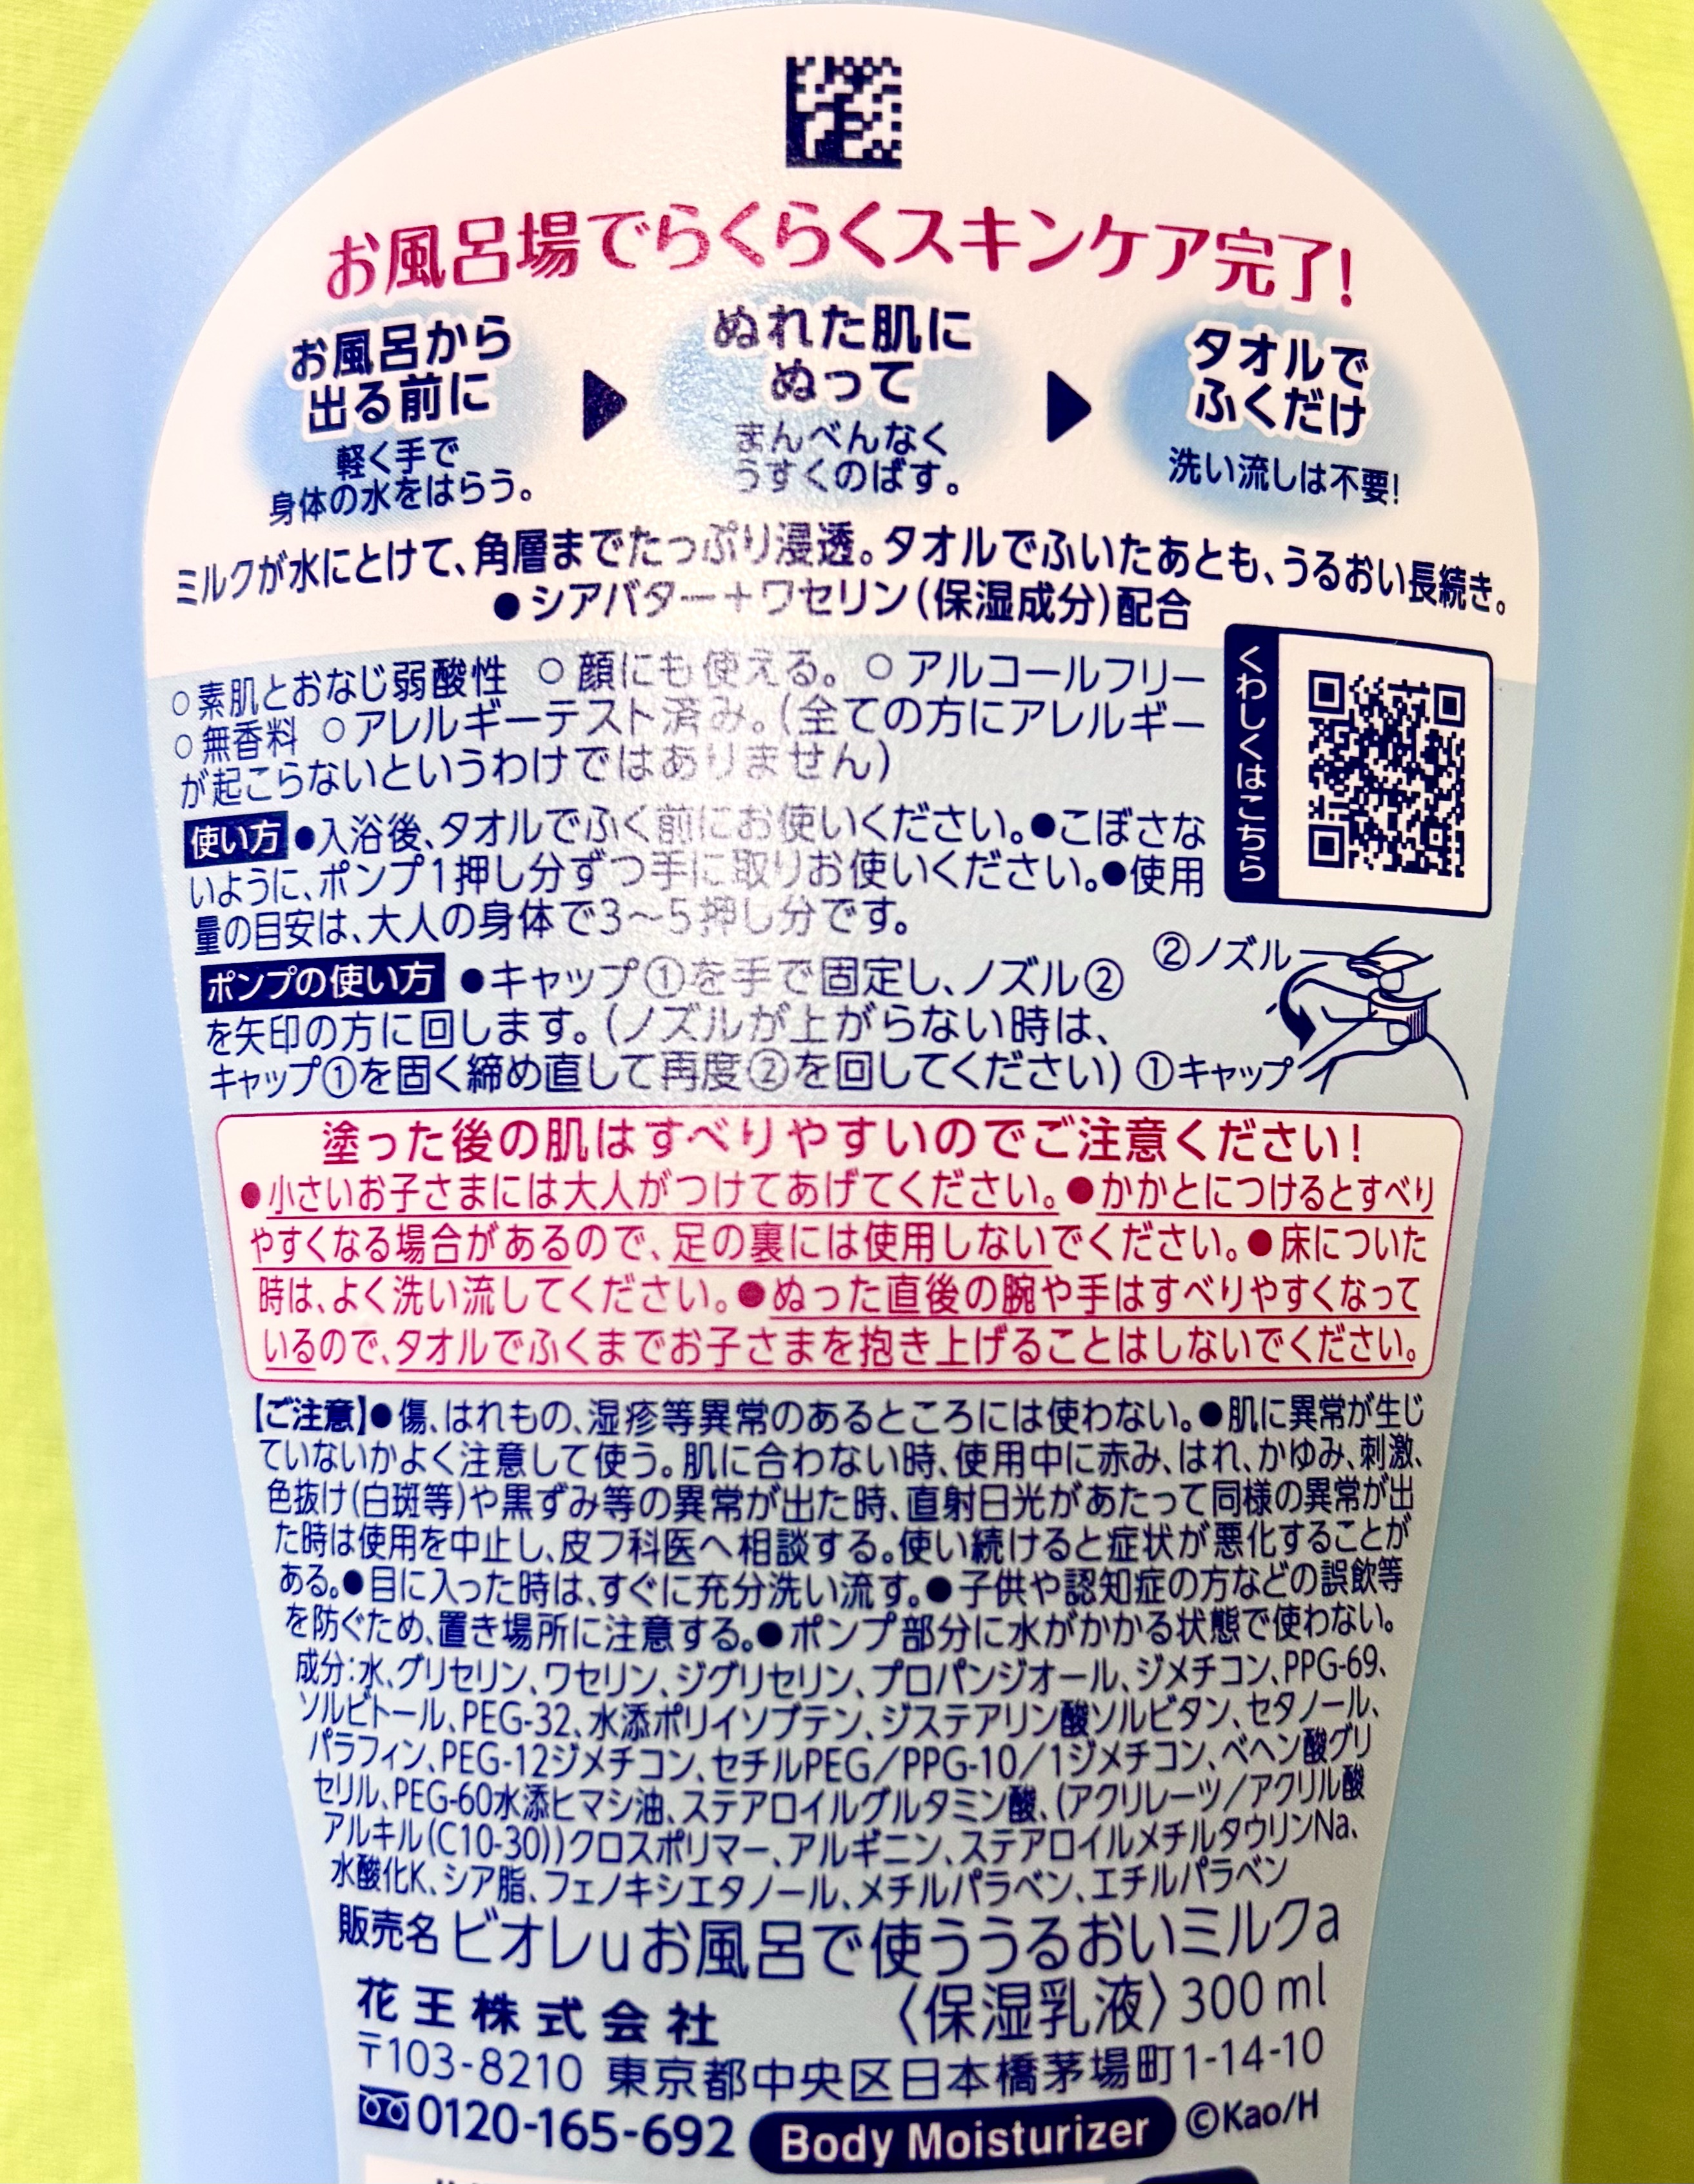 お風呂場でらくらくスキンケア完了!
お風呂から
出る前に
軽く手で
身体の水をはらう。
ぬれた肌に
ぬって
まんべんなく
うすくのばす。
タオルで
ふくだけ
洗い流しは不要!
ミルクが水にとけて、角層までたっぷり浸透。タオルでふいたあとも、うるおい長続き。
●シアバター+ワセリン(保湿成分)配合
○素肌とおなじ弱酸性 ○顔にも使える。 ○アルコールフリー
○無香料 ○アレルギーテスト済み。(全ての方にアレルギー
が起こらないというわけではありません)
くわしくはこちら
使い方 ●入浴後、タオルでふく前にお使いください。●こぼさな
いように、ポンプ1押し分ずつ手に取りお使いください。●使用
量の目安は、大人の身体で3〜5押し分です。
ポンプの使い方 ●キャップ①を手で固定し、ノズル②
を矢印の方に回します。(ノズルが上がらない時は、
キャップ①を固く締め直して再度②を回してください)
②ノズル
①キャップ
塗った後の肌はすべりやすいのでご注意ください!
●小さいお子さまには大人がつけてあげてください。●かかとにつけるとすべり
やすくなる場合があるので、足の裏には使用しないでください。●床についた
時は、よく洗い流してください。●ぬった直後の腕や手はすべりやすくなって
いるので、タオルでふくまでお子さまを抱き上げることはしないでください。
【ご注意】●傷、はれもの、湿疹等異常のあるところには使わない。●肌に異常が生じ
ていないかよく注意して使う。肌に合わない時、使用中に赤み、はれ、かゆみ、刺激、
色抜け(白斑等)や黒ずみ等の異常が出た時、直射日光があたって同様の異常が出
た時は使用を中止し、皮フ科医へ相談する。使い続けると症状が悪化することが
ある。●目に入った時は、すぐに充分洗い流す。●子供や認知症の方などの誤飲等
を防ぐため、置き場所に注意する。●ポンプ部分に水がかかる状態で使わない。
成分:水、グリセリン、ワセリン、ジグリセリン、プロパンジオール、ジメチコン、PPG-69、
ソルビトール、PEG-32、水添ポリイソブテン、ジステアリン酸ソルビタン、セタノール、
パラフィン、PEG-12ジメチコン、セチルPEG/PPG-10/1ジメチコン、ベヘン酸グリ
セリル、PEG-60水添ヒマシ油、ステアロイルグルタミン酸、(アクリレーツ/アクリル酸
アルキル(C10-30))クロスポリマー、アルギニン、ステアロイルメチルタウリンNa、
水酸化K、シア脂、フェノキシエタノール、メチルパラベン、エチルパラベン
販売名 ビオレuお風呂で使ううるおいミルクa
花王株式会社 〈保湿乳液〉300ml
〒103-8210 東京都中央区日本橋茅場町1-14-10
0120-165-692 Body Moisturizer ©Kao/H